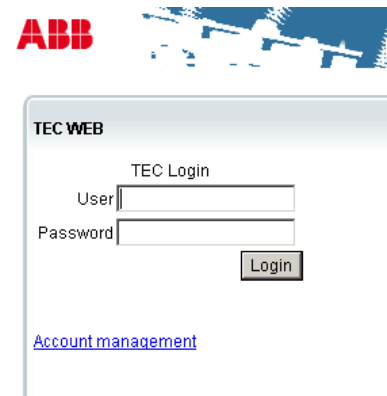 ABB
TEC WEB
TEC Login
User
Password
Login
Account management